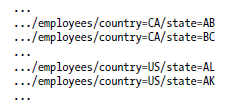 ...
.../employees/country=CA/state=AB
.../employees/country=CA/state=BC
...
.../employees/country=US/state=AL
.../employees/country=US/state=AK
...